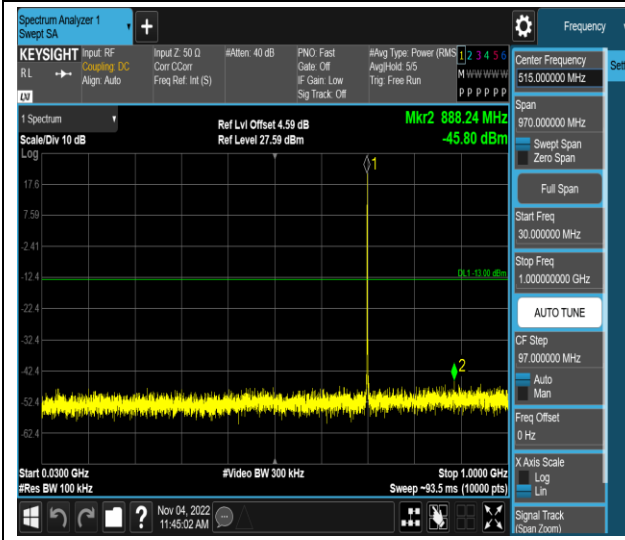 Spectrum Analyzer 1
Swept SA
+
Frequency
KEYSIGHT
RL
LXI
Input: RF
Coupling: DC
Align: Auto
Input Z: 50 Ω
Corr CCorr
Freq Ref: Int (S)
#Atten: 40 dB
PNO: Fast
Gate: Off
IF Gain: Low
Sig Track: Off
#Avg Type: Power (RMS
Avg|Hold: 5/5
Trig: Free Run
1 2 3 4 5 6
M W W W W W
P P P P P P
1 Spectrum
Scale/Div 10 dB
Log
Ref Lvl Offset 4.59 dB
Ref Level 27.59 dBm
Mkr2 888.24 MHz
-45.80 dBm
1
17.6
7.59
-2.41
-12.4
DL1 -13.00 dBm
-22.4
-32.4
-42.4
2
-52.4
-62.4
Start 0.0300 GHz
#Res BW 100 kHz
#Video BW 300 kHz
Stop 1.0000 GHz
Sweep ~93.5 ms (10000 pts)
?
Nov 04, 2022
11:45:02 AM
Center Frequency
515.000000 MHz
Sett
Span
970.000000 MHz
Swept Span
Zero Span
Full Span
Start Freq
30.000000 MHz
Stop Freq
1.000000000 GHz
AUTO TUNE
CF Step
97.000000 MHz
Auto
Man
Freq Offset
0 Hz
X Axis Scale
Log
Lin
Signal Track
(Span Zoom)